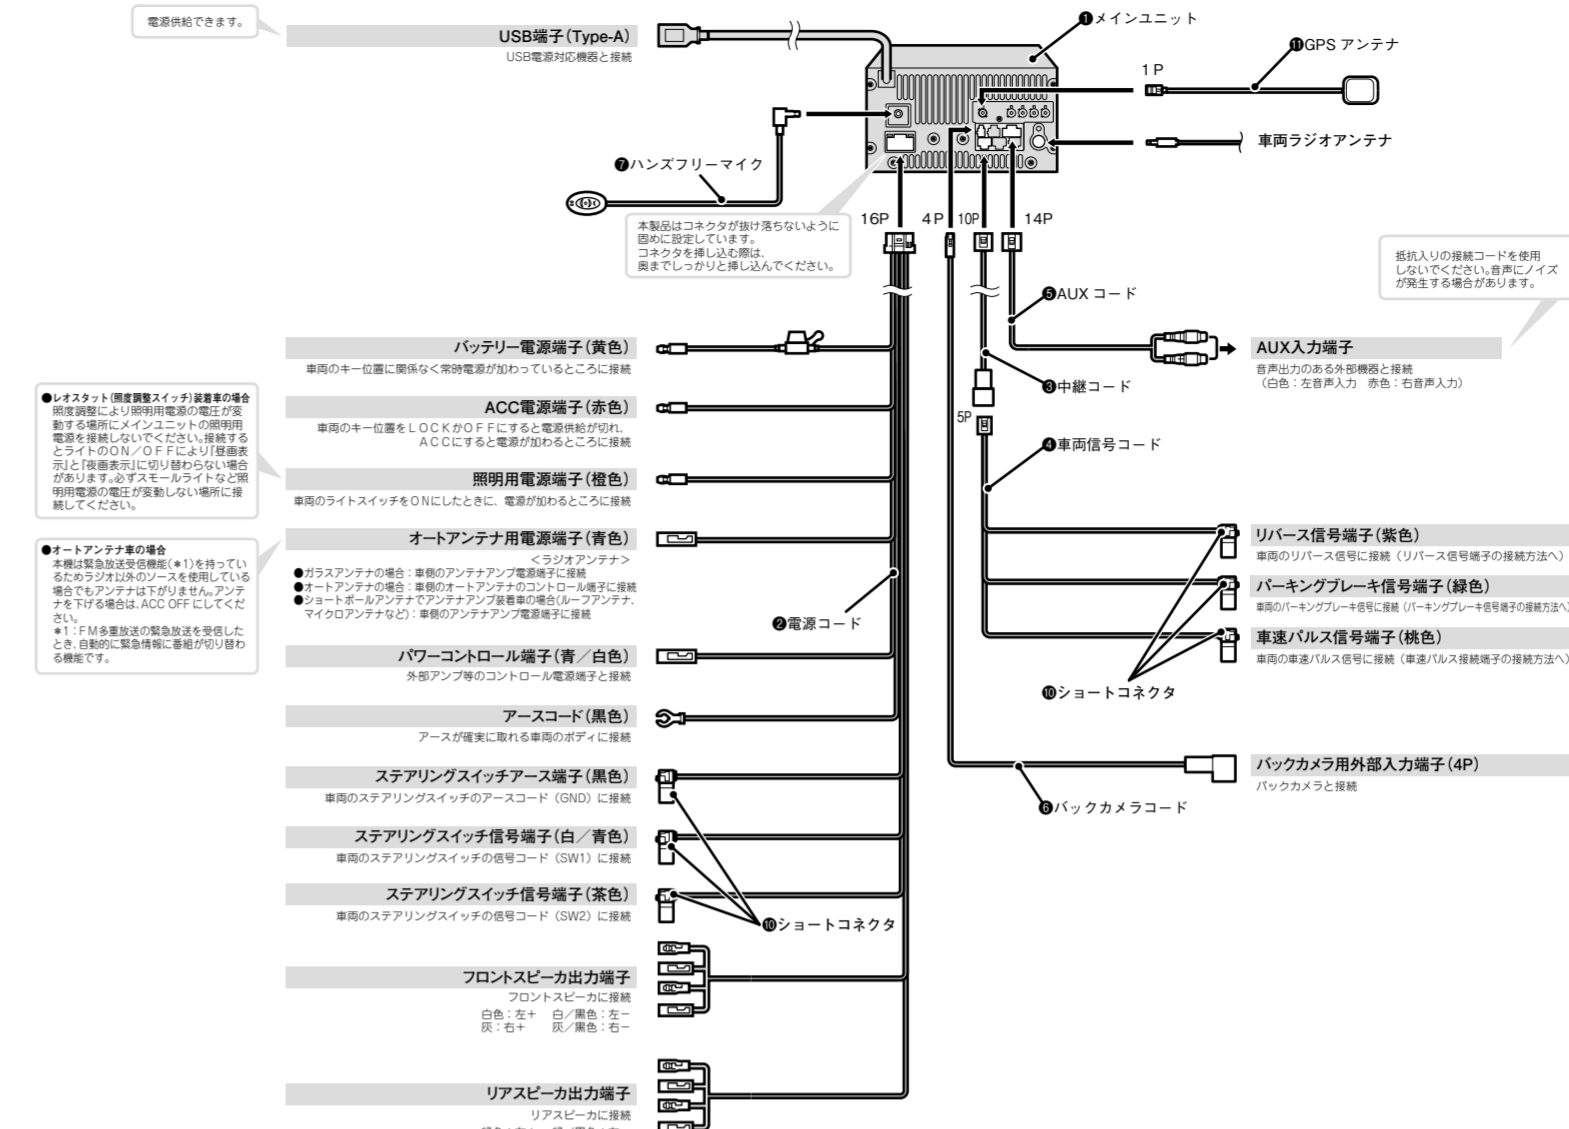 電源供給できます。
USB端子(Type-A)
USB電源対応機器と接続
❶メインユニット
⓫GPS アンテナ
1 P
車両ラジオアンテナ
❼ハンズフリーマイク
本製品はコネクタが抜け落ちないように
固めに設定しています。
コネクタを挿し込む際は、
奥までしっかりと挿し込んでください。
16P
4 P
10P
14P
抵抗入りの接続コードを使用
しないでください。音声にノイズ
が発生する場合があります。
❺AUX コード
AUX入力端子
音声出力のある外部機器と接続
(白色:左音声入力 赤色:右音声入力)
❸中継コード
5P
❹車両信号コード
バッテリー電源端子(黄色)
車両のキー位置に関係なく常時電源が加わっているところに接続
ACC電源端子(赤色)
車両のキー位置をLOCKかOFFにすると電源供給が切れ、
ACCにすると電源が加わるところに接続
●レオスタット(照度調整スイッチ)装着車の場合
照度調整により照明用電源の電圧が変
動する場所にメインユニットの照明用
電源を接続しないでください。接続する
とライトのON/OFFにより「昼画表
示」と「夜画表示」に切り替わらない場合
があります。必ずスモールライトなど照
明用電源の電圧が変動しない場所に接
続してください。
照明用電源端子(橙色)
車両のライトスイッチをONにしたときに、電源が加わるところに接続
オートアンテナ用電源端子(青色)
<ラジオアンテナ>
●ガラスアンテナの場合:車側のアンテナアンプ電源端子に接続
●オートアンテナの場合:車側のオートアンテナのコントロール端子に接続
●ショートポールアンテナでアンテナアンプ装着車の場合(ルーフアンテナ、
マイクロアンテナなど):車側のアンテナアンプ電源端子に接続
●オートアンテナ車の場合
本機は緊急放送受信機能(*1)を持ってい
るためラジオ以外のソースを使用している
場合でもアンテナは下がりません。アンテ
ナを下げる場合は、ACC OFF にしてくだ
さい。
*1:FM多重放送の緊急放送を受信した
とき、自動的に緊急情報に番組が切り替わ
る機能です。
❷電源コード
リバース信号端子(紫色)
車両のリバース信号に接続(リバース信号端子の接続方法へ)
パーキングブレーキ信号端子(緑色)
車両のパーキングブレーキ信号に接続(パーキングブレーキ信号端子の接続方法へ)
車速パルス信号端子(桃色)
車両の車速パルス信号に接続(車速パルス接続端子の接続方法へ)
❿ショートコネクタ
パワーコントロール端子(青/白色)
外部アンプ等のコントロール電源端子と接続
アースコード(黒色)
アースが確実に取れる車両のボディに接続
ステアリングスイッチアース端子(黒色)
車両のステアリングスイッチのアースコード(GND)に接続
バックカメラ用外部入力端子(4P)
バックカメラと接続
❻バックカメラコード
ステアリングスイッチ信号端子(白/青色)
車両のステアリングスイッチの信号コード(SW1)に接続
ステアリングスイッチ信号端子(茶色)
車両のステアリングスイッチの信号コード(SW2)に接続
❿ショートコネクタ
フロントスピーカ出力端子
フロントスピーカに接続
白色:左+ 白/黒色:左−
灰:右+ 灰/黒色:右−
リアスピーカ出力端子
リアスピーカに接続